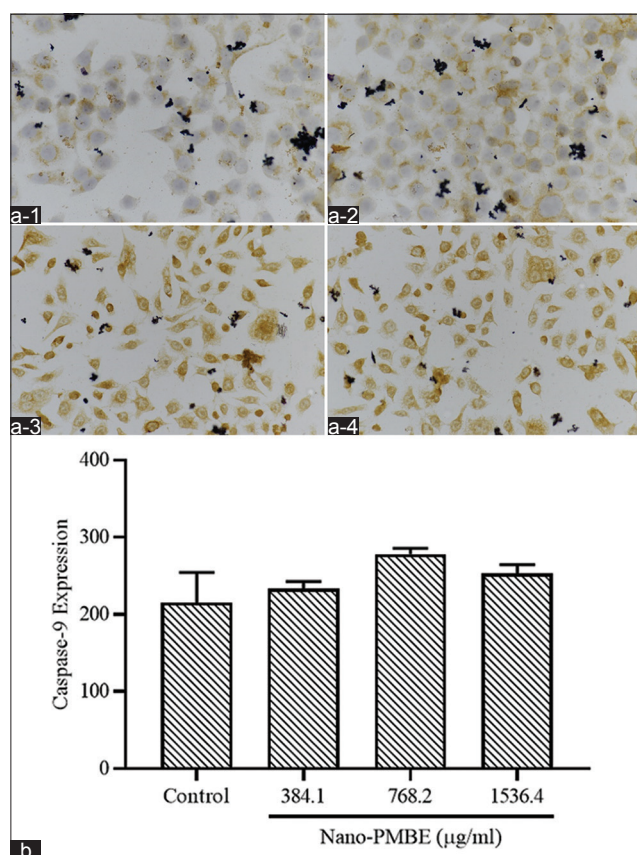 a-1
a-2
a-3
a-4
400
300
200
100
0
Caspase-9 Expression
Control
384.1
768.2
1536.4
Nano-PMBE (µg/ml)
b